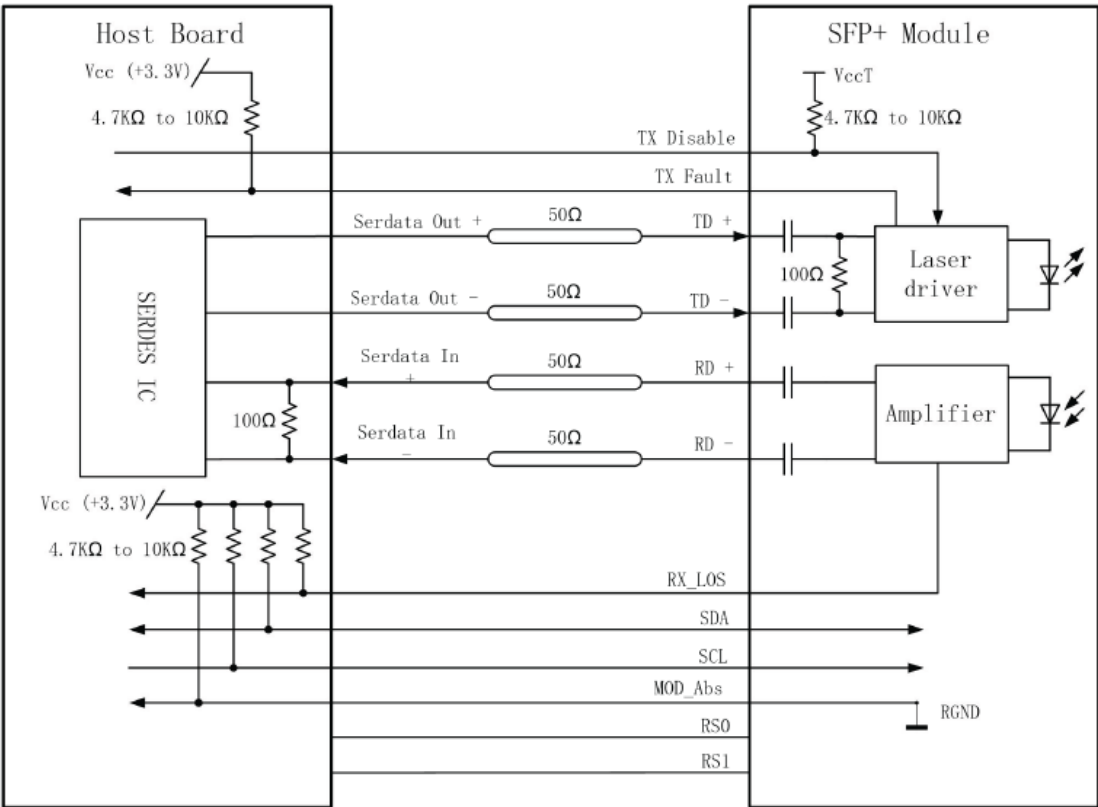 Host Board
SFP+ Module
Vcc (+3.3V)
VccT
4.7KΩ to 10KΩ
4.7KΩ to 10KΩ
TX Disable
TX Fault
Serdata Out +
50Ω
TD +
100Ω
Laser
driver
Serdata Out -
50Ω
TD -
SERDES IC
Serdata In
+
50Ω
RD +
100Ω
Amplifier
Serdata In
-
50Ω
RD -
Vcc (+3.3V)
4.7KΩ to 10KΩ
RX_LOS
SDA
SCL
MOD_Abs
RGND
RS0
RS1